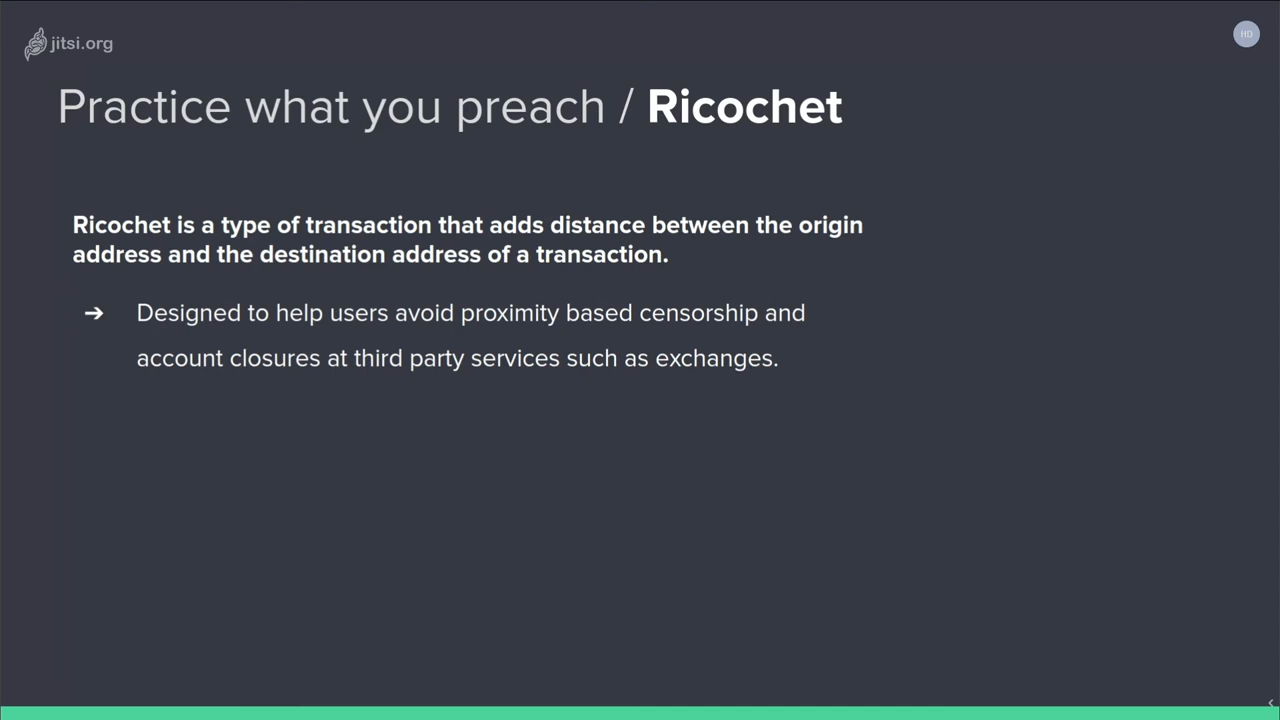 jitsi.org
HD
Practice what you preach / Ricochet
Ricochet is a type of transaction that adds distance between the origin
address and the destination address of a transaction.
➔ Designed to help users avoid proximity based censorship and
account closures at third party services such as exchanges.